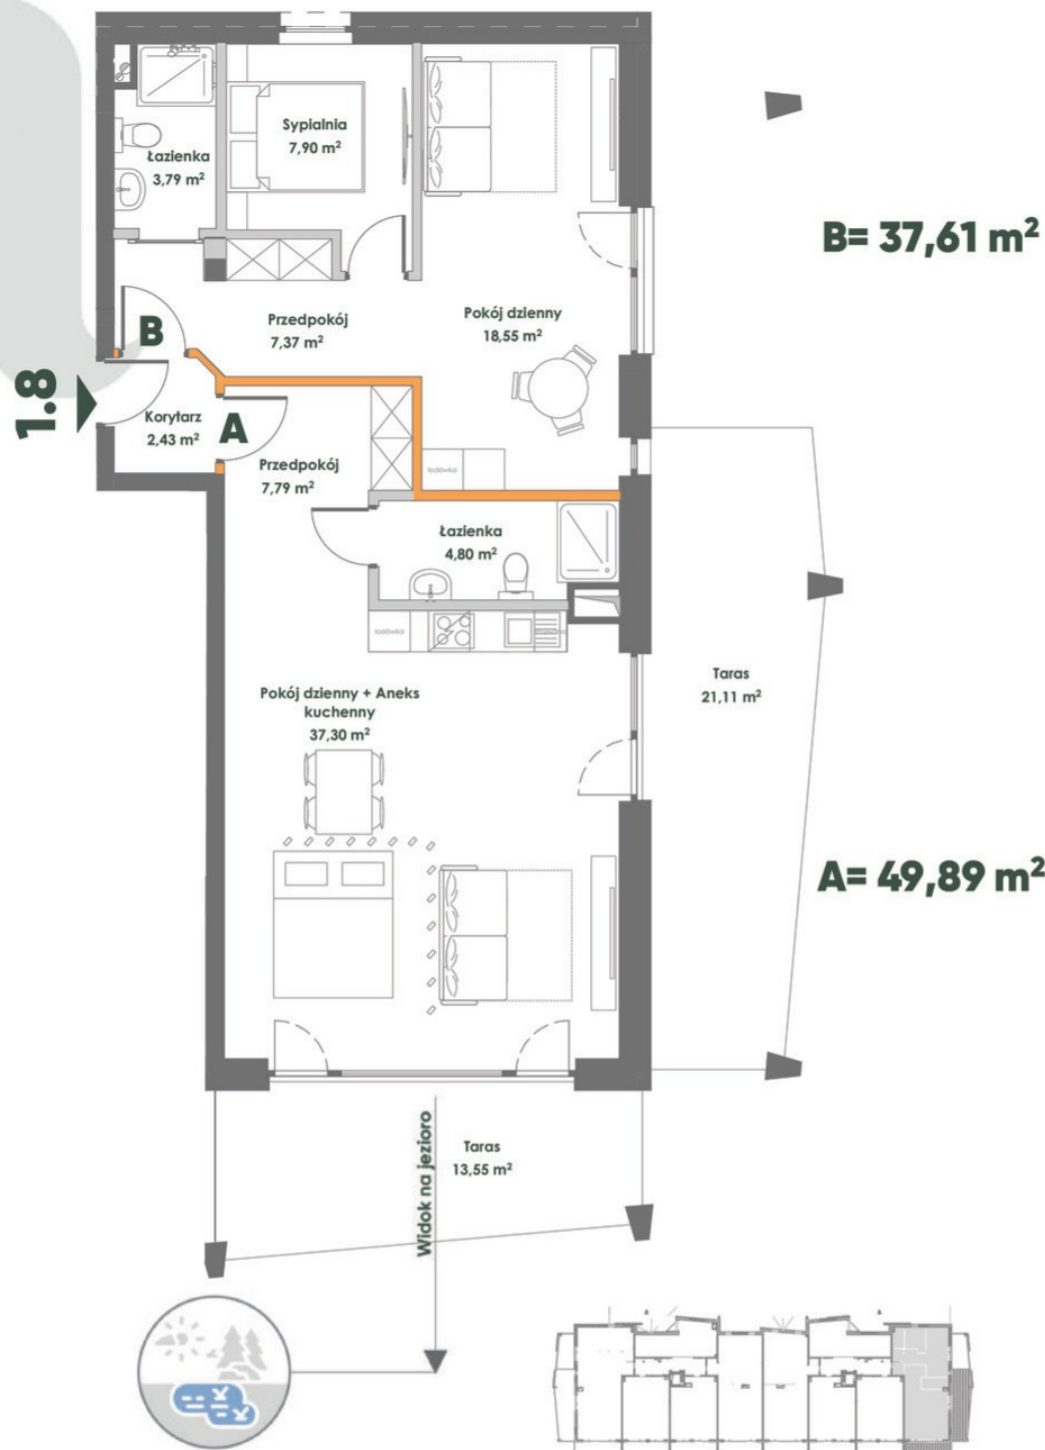 Sypialnia
7,90 m²
Łazienka
3,79 m²
B= 37,61 m²
Przedpokój
7,37 m²
Pokój dzienny
18,55 m²
B
1.8
Korytarz
2,43 m²
A
Przedpokój
7,79 m²
lodówka
Łazienka
4,80 m²
lodówka
Taras
21,11 m²
Pokój dzienny + Aneks
kuchenny
37,30 m²
A= 49,89 m²
Widok na jezioro
Taras
13,55 m²